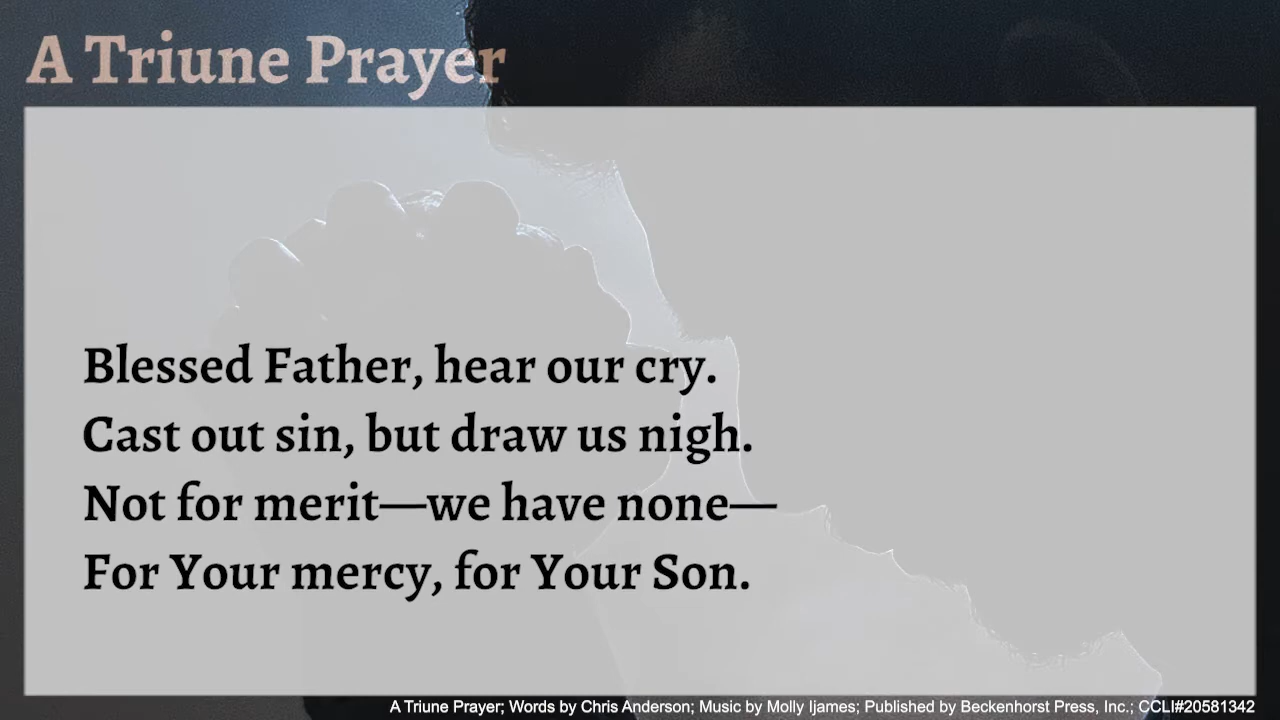 A Triune Prayer
Blessed Father, hear our cry.
Cast out sin, but draw us nigh.
Not for merit—we have none—
For Your mercy, for Your Son.
A Triune Prayer; Words by Chris Anderson; Music by Molly Ijames; Published by Beckenhorst Press, Inc.; CCLI#20581342